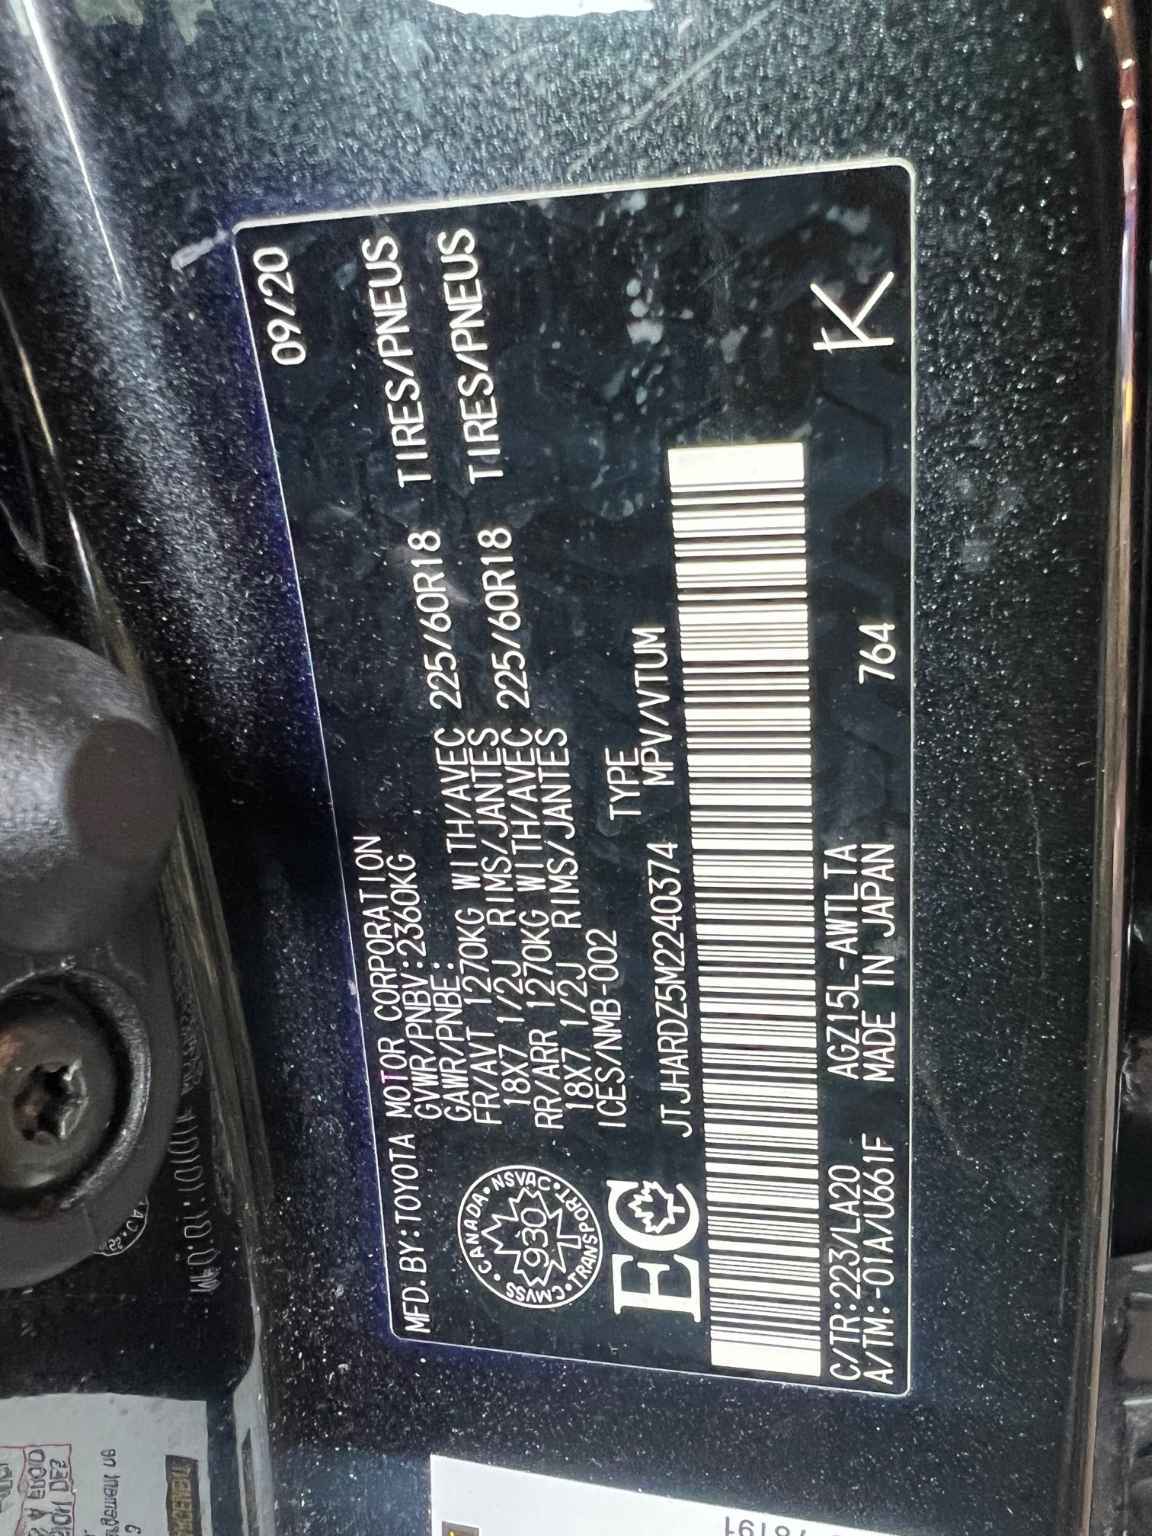 MFD.BY:TOYOTA MOTOR CORPORATION 09/20
GVWR/PNBV:2360KG
GAWR/PNBE:
FR/AVT 1270KG WITH/AVEC 225/60R18 TIRES/PNEUS
18X7 1/2J RIMS/JANTES
RR/ARR 1270KG WITH/AVEC 225/60R18 TIRES/PNEUS
18X7 1/2J RIMS/JANTES
ICES/NMB-002 TYPE
JTJHARDZ5M2240374 MPV/VTUM
CANADA • NSVAC • TRANSPORT • CMVSS
930
EC
C/TR:223/LA20 AGZ15L-AWTLTA
A/TM:-01A/U661F MADE IN JAPAN 764 K